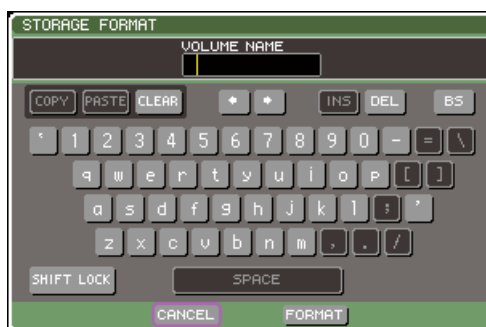 STORAGE FORMAT
VOLUME NAME
COPY PASTE CLEAR INS DEL BS
` 1 2 3 4 5 6 7 8 9 0 - = \
q w e r t y u i o p [ ]
a s d f g h j k l ; '
z x c v b n m , . /
SHIFT LOCK SPACE
CANCEL FORMAT